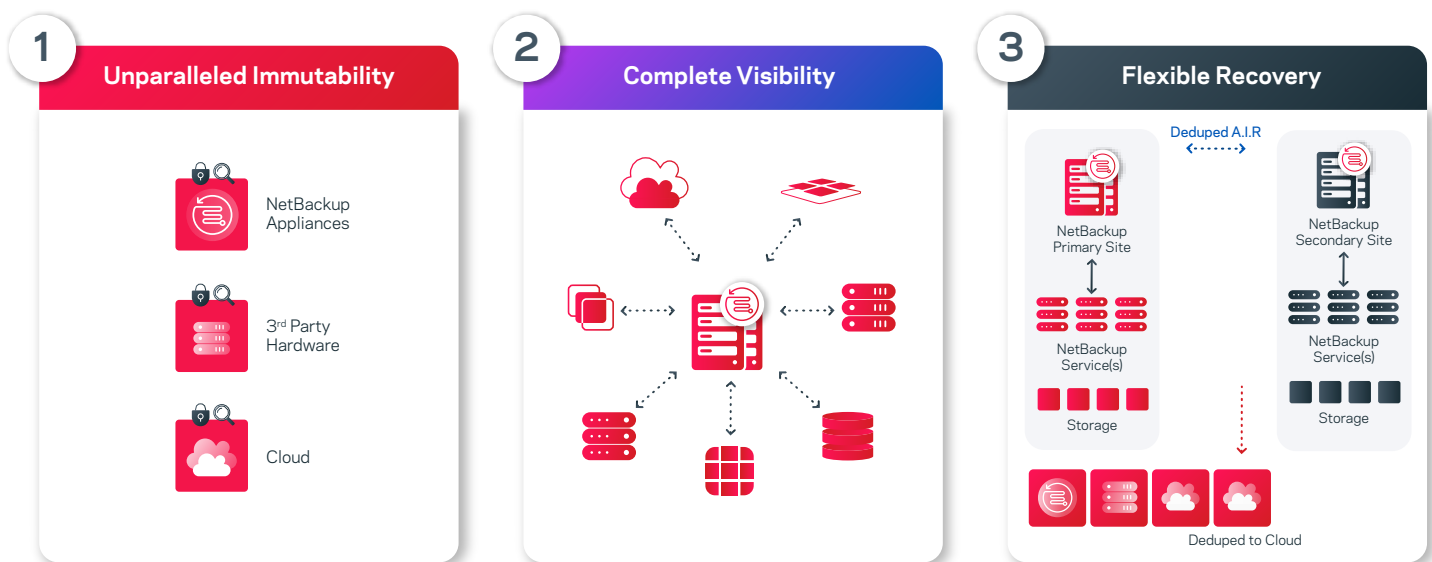 1
Unparalleled Immutability
NetBackup
Appliances
3rd Party
Hardware
Cloud
2
Complete Visibility
3
Flexible Recovery
Deduped A.I.R
NetBackup
Primary Site
NetBackup
Service(s)
Storage
NetBackup
Secondary Site
NetBackup
Service(s)
Storage
Deduped to Cloud